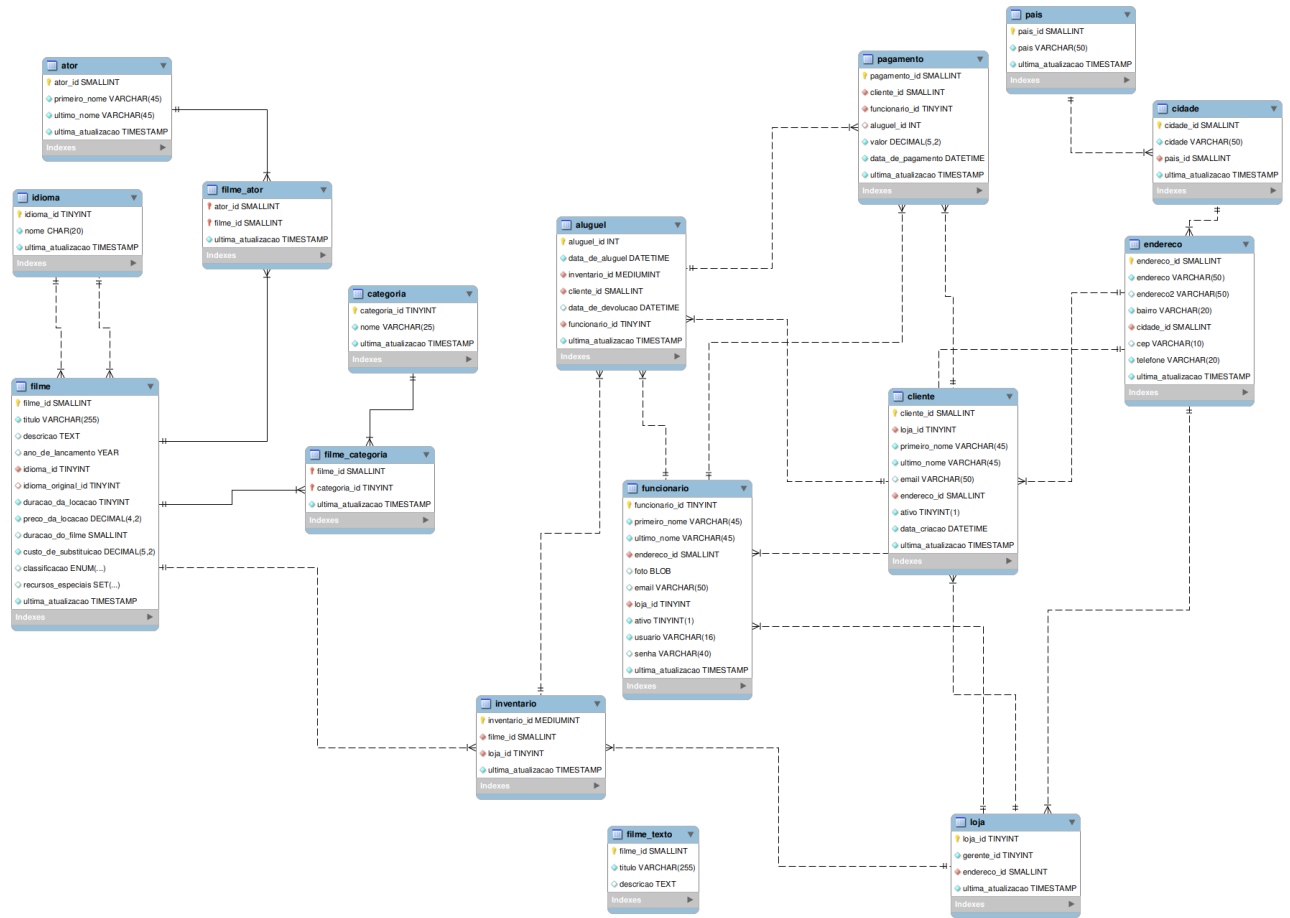 ator
ator_id SMALLINT
primeiro_nome VARCHAR(45)
ultimo_nome VARCHAR(45)
ultima_atualizacao TIMESTAMP
Indexes
idioma
idioma_id TINYINT
nome CHAR(20)
ultima_atualizacao TIMESTAMP
Indexes
filme_ator
ator_id SMALLINT
filme_id SMALLINT
ultima_atualizacao TIMESTAMP
Indexes
categoria
categoria_id TINYINT
nome VARCHAR(25)
ultima_atualizacao TIMESTAMP
Indexes
filme
filme_id SMALLINT
titulo VARCHAR(255)
descricao TEXT
ano_de_lancamento YEAR
idioma_id TINYINT
idioma_original_id TINYINT
duracao_da_locacao TINYINT
preco_da_locacao DECIMAL(4,2)
duracao_do_filme SMALLINT
custo_de_substituicao DECIMAL(5,2)
classificacao ENUM(...)
recursos_especiais SET(...)
ultima_atualizacao TIMESTAMP
Indexes
filme_categoria
filme_id SMALLINT
categoria_id TINYINT
ultima_atualizacao TIMESTAMP
Indexes
aluguel
aluguel_id INT
data_de_aluguel DATETIME
inventario_id MEDIUMINT
cliente_id SMALLINT
data_de_devolucao DATETIME
funcionario_id TINYINT
ultima_atualizacao TIMESTAMP
Indexes
pagamento
pagamento_id SMALLINT
cliente_id SMALLINT
funcionario_id TINYINT
aluguel_id INT
valor DECIMAL(5,2)
data_de_pagamento DATETIME
ultima_atualizacao TIMESTAMP
Indexes
pais
pais_id SMALLINT
pais VARCHAR(50)
ultima_atualizacao TIMESTAMP
Indexes
cidade
cidade_id SMALLINT
cidade VARCHAR(50)
pais_id SMALLINT
ultima_atualizacao TIMESTAMP
Indexes
endereco
endereco_id SMALLINT
endereco VARCHAR(50)
endereco2 VARCHAR(50)
bairro VARCHAR(20)
cidade_id SMALLINT
cep VARCHAR(10)
telefone VARCHAR(20)
ultima_atualizacao TIMESTAMP
Indexes
cliente
cliente_id SMALLINT
loja_id TINYINT
primeiro_nome VARCHAR(45)
ultimo_nome VARCHAR(45)
email VARCHAR(50)
endereco_id SMALLINT
ativo TINYINT(1)
data_criacao DATETIME
ultima_atualizacao TIMESTAMP
Indexes
funcionario
funcionario_id TINYINT
primeiro_nome VARCHAR(45)
ultimo_nome VARCHAR(45)
endereco_id SMALLINT
foto BLOB
email VARCHAR(50)
loja_id TINYINT
ativo TINYINT(1)
usuario VARCHAR(16)
senha VARCHAR(40)
ultima_atualizacao TIMESTAMP
Indexes
inventario
inventario_id MEDIUMINT
filme_id SMALLINT
loja_id TINYINT
ultima_atualizacao TIMESTAMP
Indexes
filme_texto
filme_id SMALLINT
titulo VARCHAR(255)
descricao TEXT
Indexes
loja
loja_id TINYINT
gerente_id TINYINT
endereco_id SMALLINT
ultima_atualizacao TIMESTAMP
Indexes